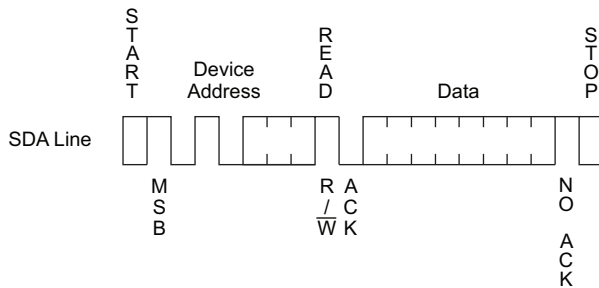 START
READ
STOP
Device
Address
Data
SDA Line
MSB
R/W
ACK
NO ACK